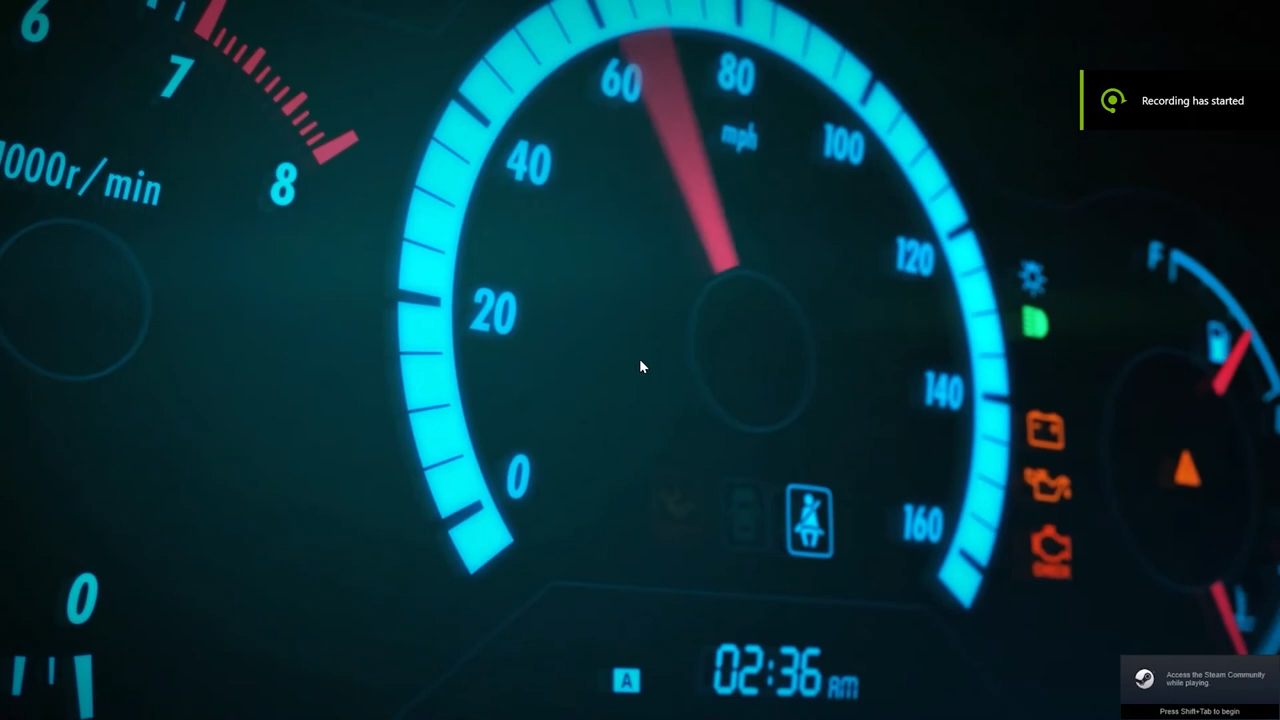 6
7
8
1000r/min
0
0
20
40
60
80
100
120
140
160
mph
F
CHECK
A
02:36 AM
Recording has started
Access the Steam Community
while playing.
Press Shift+Tab to begin